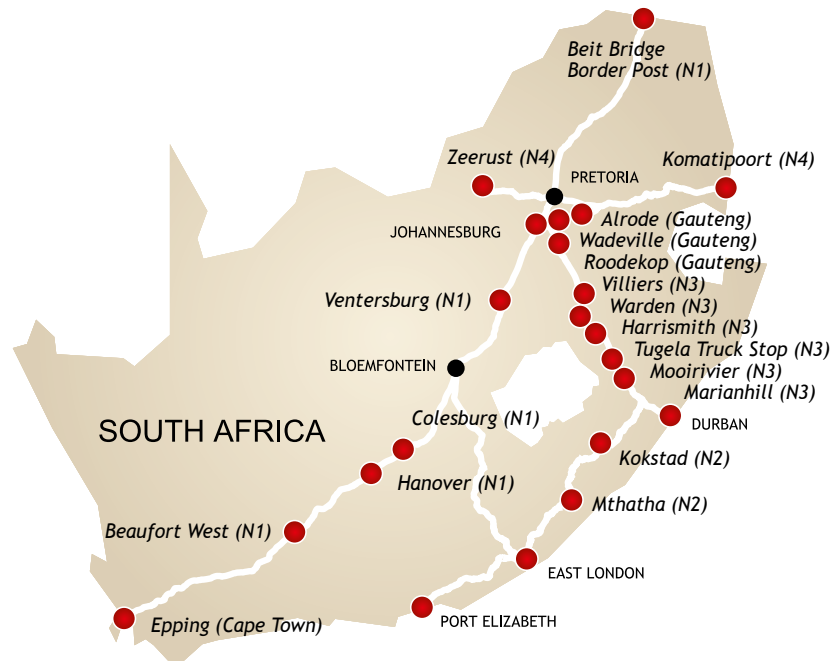 Beit Bridge
Border Post (N1)
Zeerust (N4)
Komatipoort (N4)
PRETORIA
JOHANNESBURG
Alrode (Gauteng)
Wadeville (Gauteng)
Roodekop (Gauteng)
Villiers (N3)
Ventersburg (N1)
Warden (N3)
Harrismith (N3)
Tugela Truck Stop (N3)
BLOEMFONTEIN
Mooirivier (N3)
Marianhill (N3)
DURBAN
Colesburg (N1)
SOUTH AFRICA
Kokstad (N2)
Hanover (N1)
Mthatha (N2)
Beaufort West (N1)
EAST LONDON
PORT ELIZABETH
Epping (Cape Town)